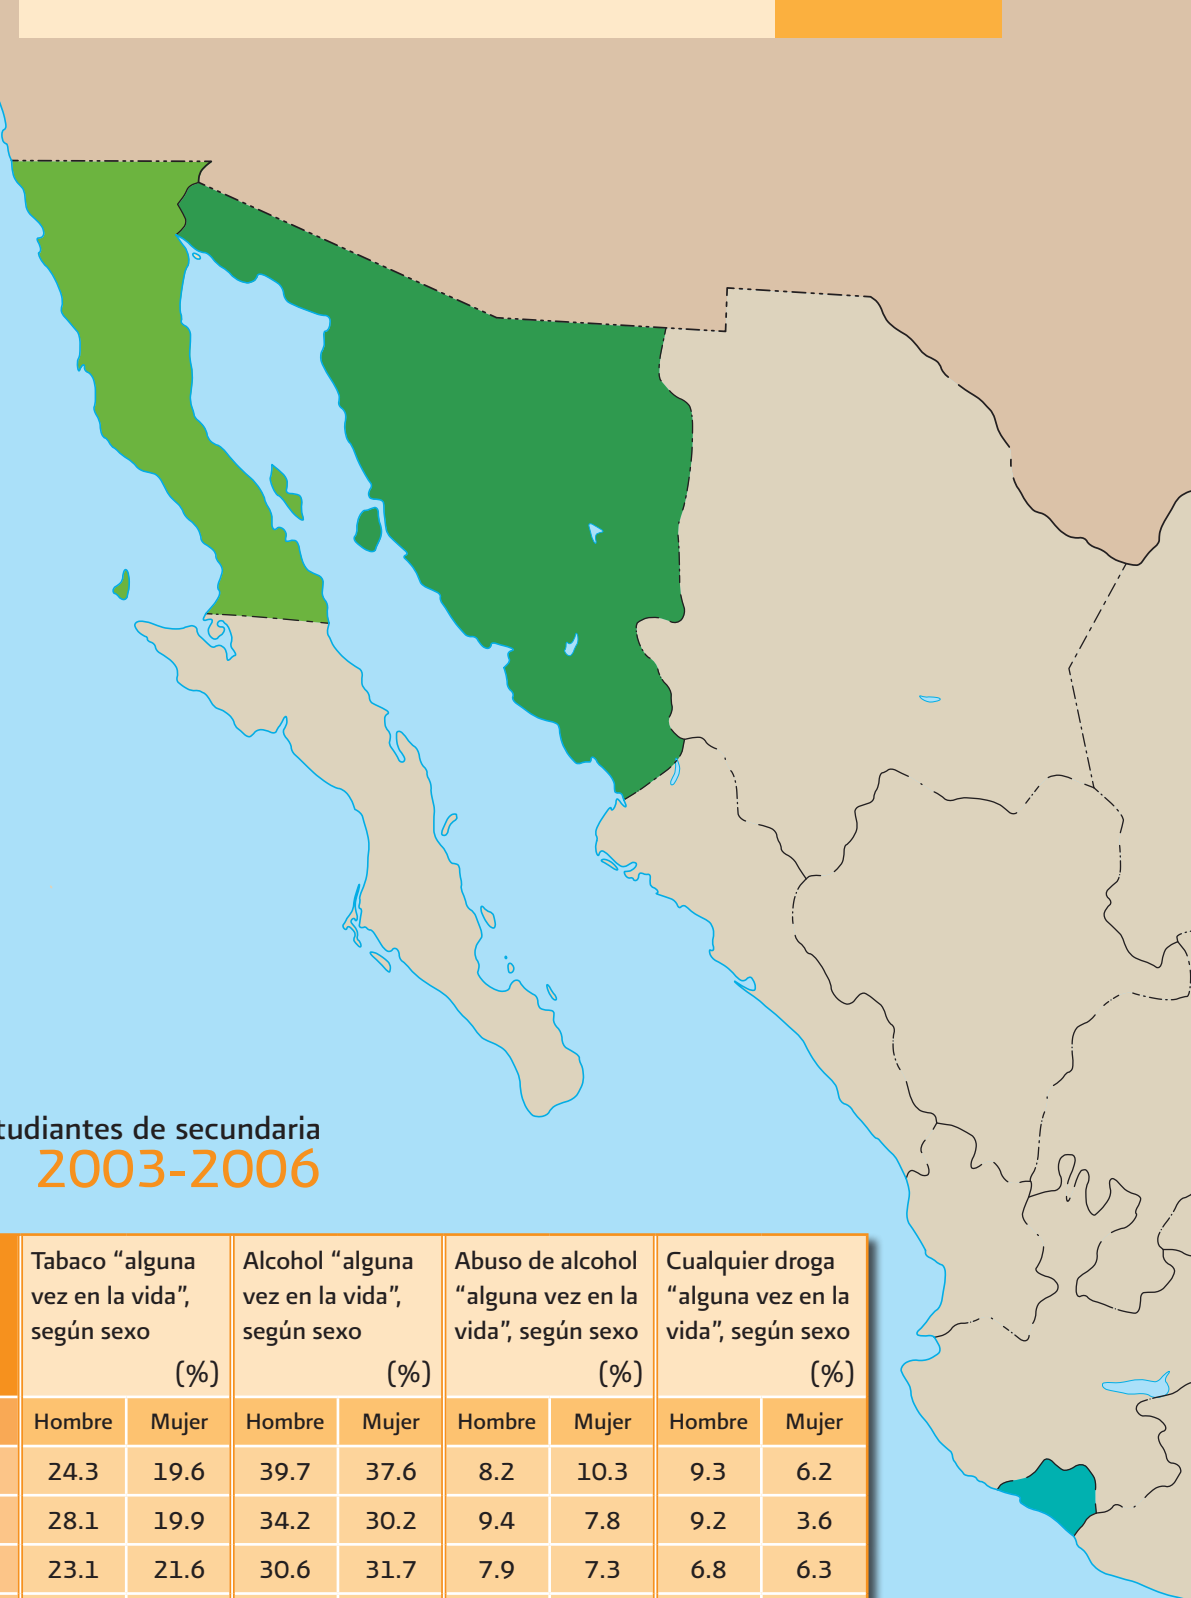 tudiantes de secundaria
2003-2006
Tabaco “alguna vez en la vida”, según sexo (%)
Alcohol “alguna vez en la vida”, según sexo (%)
Abuso de alcohol “alguna vez en la vida”, según sexo (%)
Cualquier droga “alguna vez en la vida”, según sexo (%)
Hombre Mujer Hombre Mujer Hombre Mujer Hombre Mujer
24.3 19.6 39.7 37.6 8.2 10.3 9.3 6.2
28.1 19.9 34.2 30.2 9.4 7.8 9.2 3.6
23.1 21.6 30.6 31.7 7.9 7.3 6.8 6.3